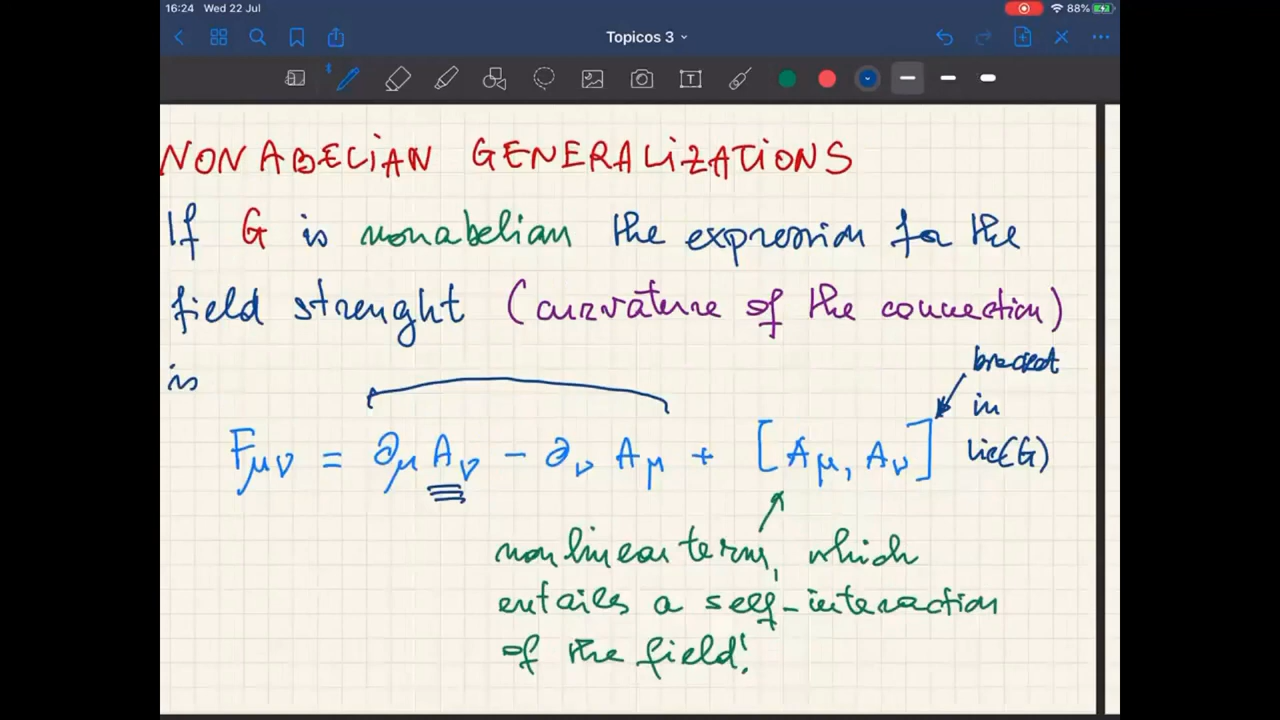 16:24 Wed 22 Jul
88%
Topicos 3
NONABELIAN GENERALIZATIONS
If G is nonabelian the expression for the
field strenght (curvature of the connection)
is
bracket
in
Lie(G)
Fμν = ∂μ Aν - ∂ν Aμ + [Aμ, Aν]
nonlinear term, which
entails a self-interaction
of the field!